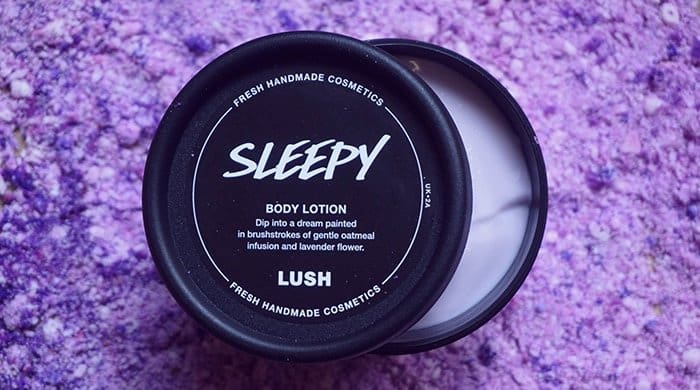 FRESH HANDMADE COSMETICS
SLEEPY
UK•2A
BODY LOTION
Dip into a dream painted
in brushstrokes of gentle oatmeal
infusion and lavender flower.
LUSH
FRESH HANDMADE COSMETICS